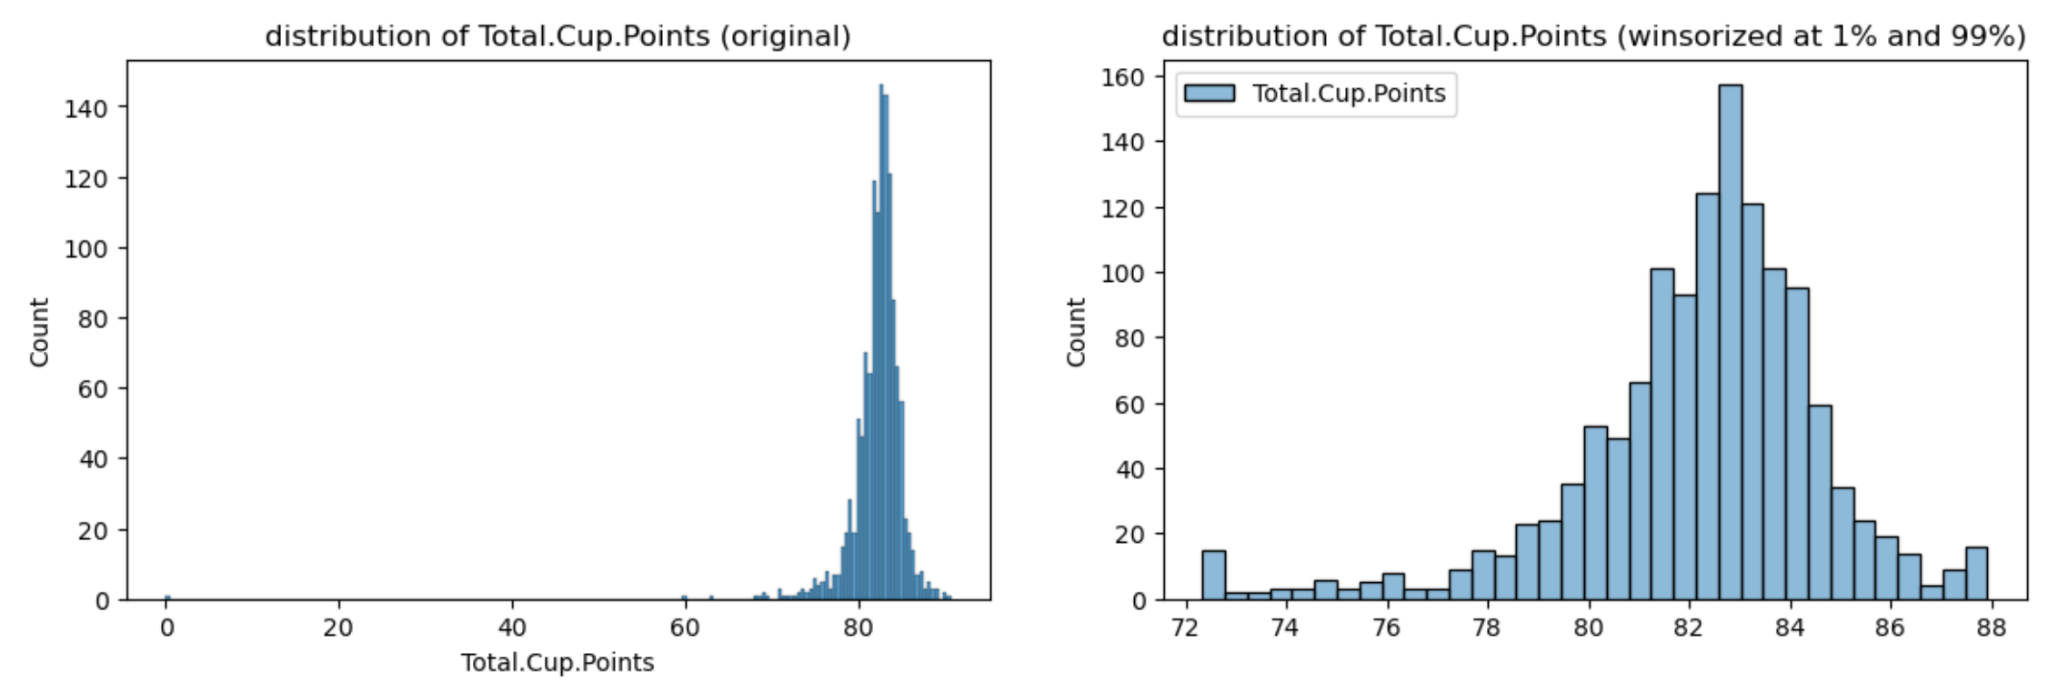 distribution of Total.Cup.Points (original)
140
120
100
80
60
40
20
0
Count
0 20 40 60 80
Total.Cup.Points
distribution of Total.Cup.Points (winsorized at 1% and 99%)
Total.Cup.Points
160
140
120
100
80
60
40
20
0
Count
72 74 76 78 80 82 84 86 88